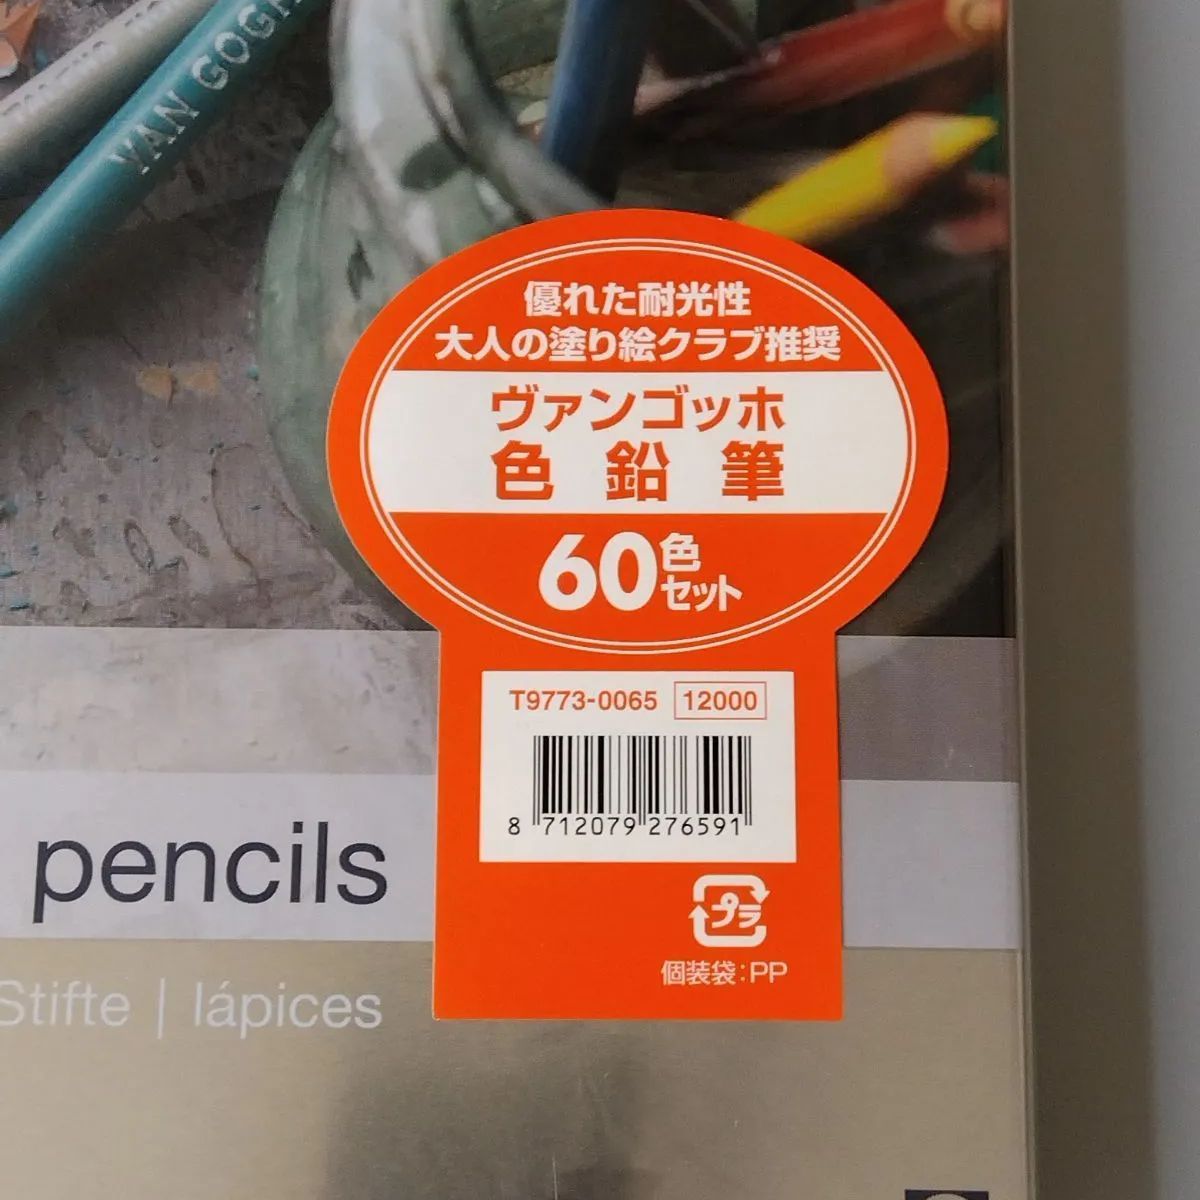 VAN GOGH
優れた耐光性
大人の塗り絵クラブ推奨
ヴァンゴッホ
色鉛筆
60色
セット
T9773-0065 12000
8 712079 276591
pencils
プラ
個装袋:PP
Stifte | lápices